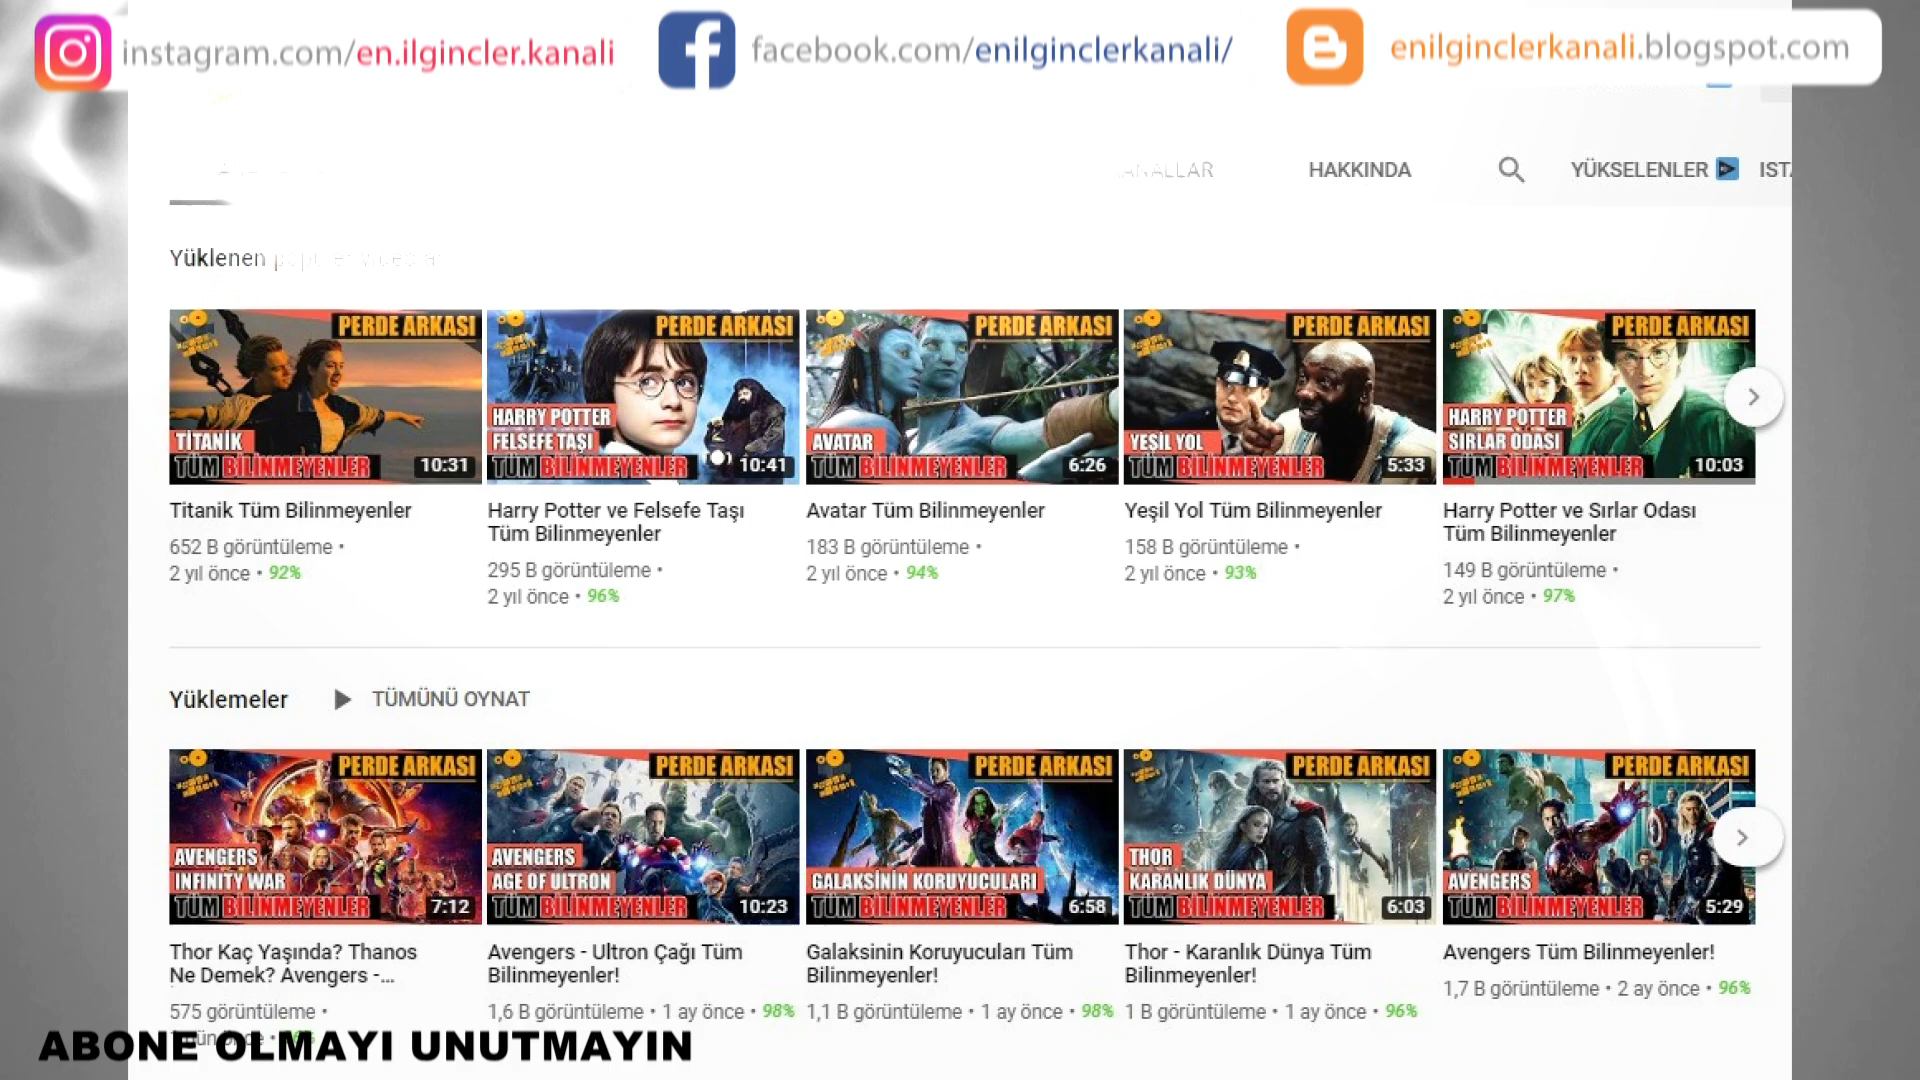 instagram.com/en.ilgincler.kanali
facebook.com/enilginclerkanali/
enilginclerkanali.blogspot.com
HAKKINDA
YÜKSELENLER
Yüklenen
PERDE ARKASI
TİTANİK
TÜM BİLİNMEYENLER
10:31
PERDE ARKASI
HARRY POTTER
FELSEFE TAŞI
TÜM BİLİNMEYENLER
10:41
PERDE ARKASI
AVATAR
TÜM BİLİNMEYENLER
6:26
PERDE ARKASI
YEŞİL YOL
TÜM BİLİNMEYENLER
5:33
PERDE ARKASI
HARRY POTTER
SIRLAR ODASI
TÜM BİLİNMEYENLER
10:03
Titanik Tüm Bilinmeyenler
652 B görüntüleme •
2 yıl önce • 92%
Harry Potter ve Felsefe Taşı
Tüm Bilinmeyenler
295 B görüntüleme •
2 yıl önce • 96%
Avatar Tüm Bilinmeyenler
183 B görüntüleme •
2 yıl önce • 94%
Yeşil Yol Tüm Bilinmeyenler
158 B görüntüleme •
2 yıl önce • 93%
Harry Potter ve Sırlar Odası
Tüm Bilinmeyenler
149 B görüntüleme •
2 yıl önce • 97%
Yüklemeler
TÜMÜNÜ OYNAT
PERDE ARKASI
AVENGERS
INFINITY WAR
TÜM BİLİNMEYENLER
7:12
PERDE ARKASI
AVENGERS
AGE OF ULTRON
TÜM BİLİNMEYENLER
10:23
PERDE ARKASI
GALAKSİNİN KORUYUCULARI
TÜM BİLİNMEYENLER
6:58
PERDE ARKASI
THOR
KARANLIK DÜNYA
TÜM BİLİNMEYENLER
6:03
PERDE ARKASI
AVENGERS
TÜM BİLİNMEYENLER
5:29
Thor Kaç Yaşında? Thanos
Ne Demek? Avengers -...
575 görüntüleme •
Avengers - Ultron Çağı Tüm
Bilinmeyenler!
1,6 B görüntüleme • 1 ay önce • 98%
Galaksinin Koruyucuları Tüm
Bilinmeyenler!
1,1 B görüntüleme • 1 ay önce • 98%
Thor - Karanlık Dünya Tüm
Bilinmeyenler!
1 B görüntüleme • 1 ay önce • 96%
Avengers Tüm Bilinmeyenler!
1,7 B görüntüleme • 2 ay önce • 96%
ABONE OLMAYI UNUTMAYIN